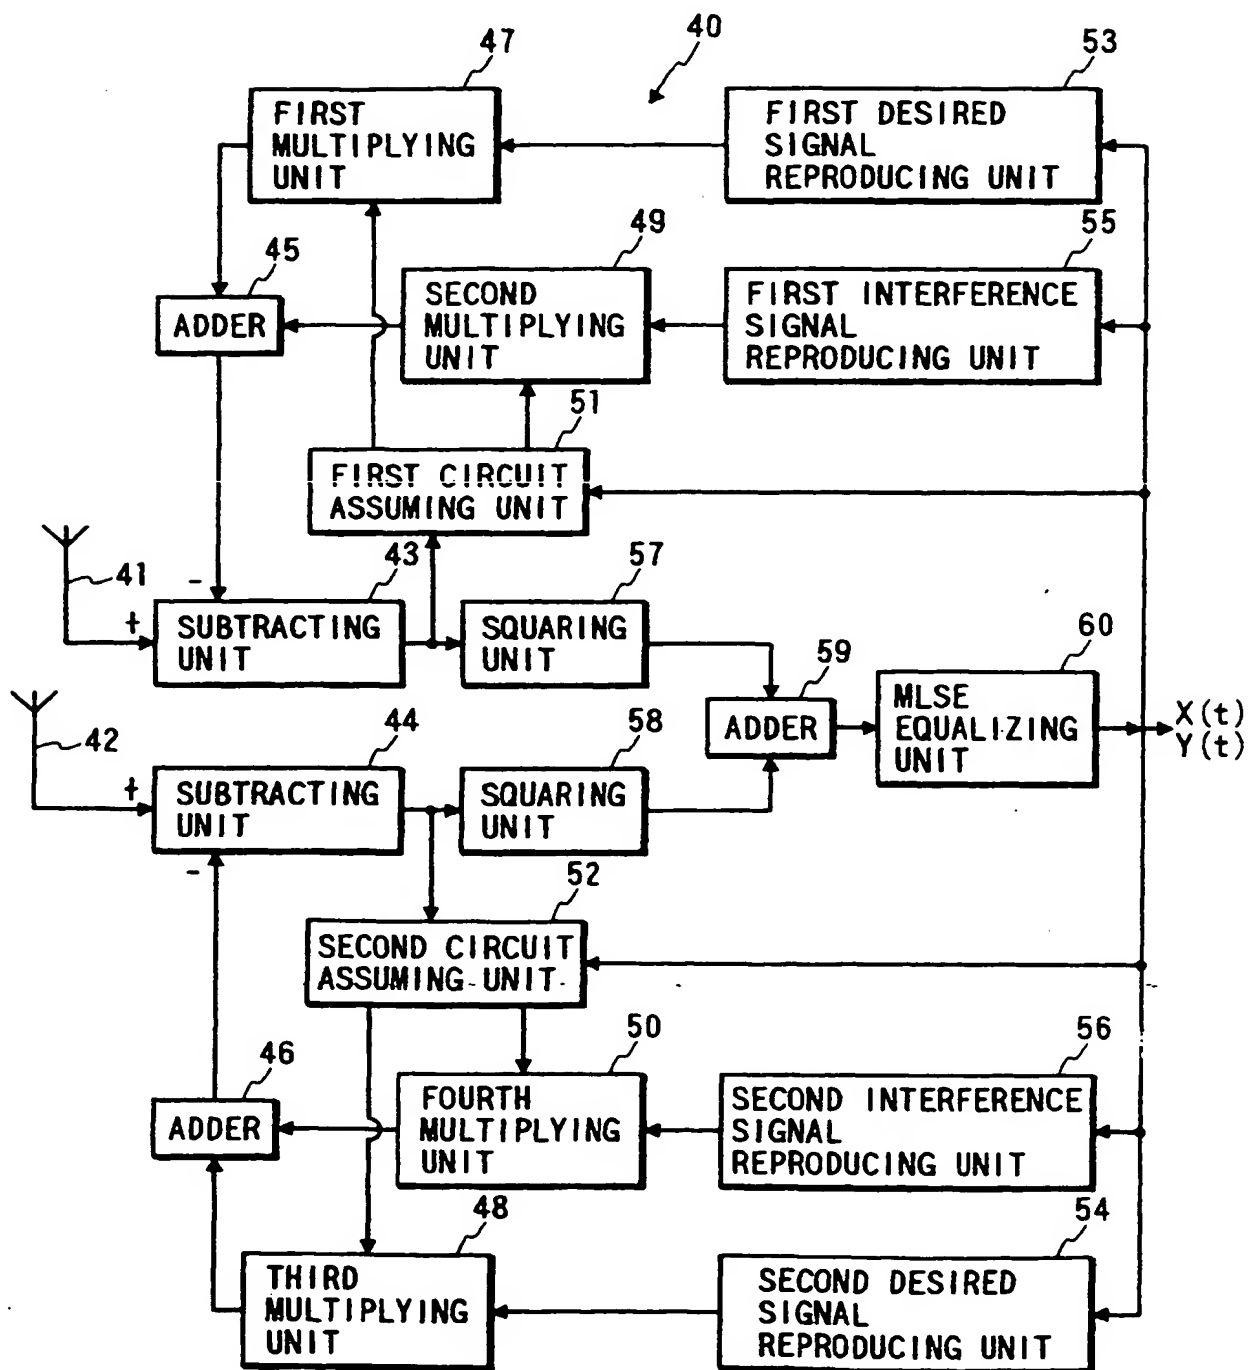 40
47
FIRST
MULTIPLYING
UNIT
53
FIRST DESIRED
SIGNAL
REPRODUCING UNIT
45
ADDER
49
SECOND
MULTIPLYING
UNIT
55
FIRST INTERFERENCE
SIGNAL
REPRODUCING UNIT
51
FIRST CIRCUIT
ASSUMING UNIT
41
-
+
43
SUBTRACTING
UNIT
57
SQUARING
UNIT
59
ADDER
60
MLSE
EQUALIZING
UNIT
X(t)
Y(t)
42
+
44
SUBTRACTING
UNIT
-
58
SQUARING
UNIT
52
SECOND CIRCUIT
ASSUMING UNIT
46
ADDER
50
FOURTH
MULTIPLYING
UNIT
56
SECOND INTERFERENCE
SIGNAL
REPRODUCING UNIT
48
THIRD
MULTIPLYING
UNIT
54
SECOND DESIRED
SIGNAL
REPRODUCING UNIT